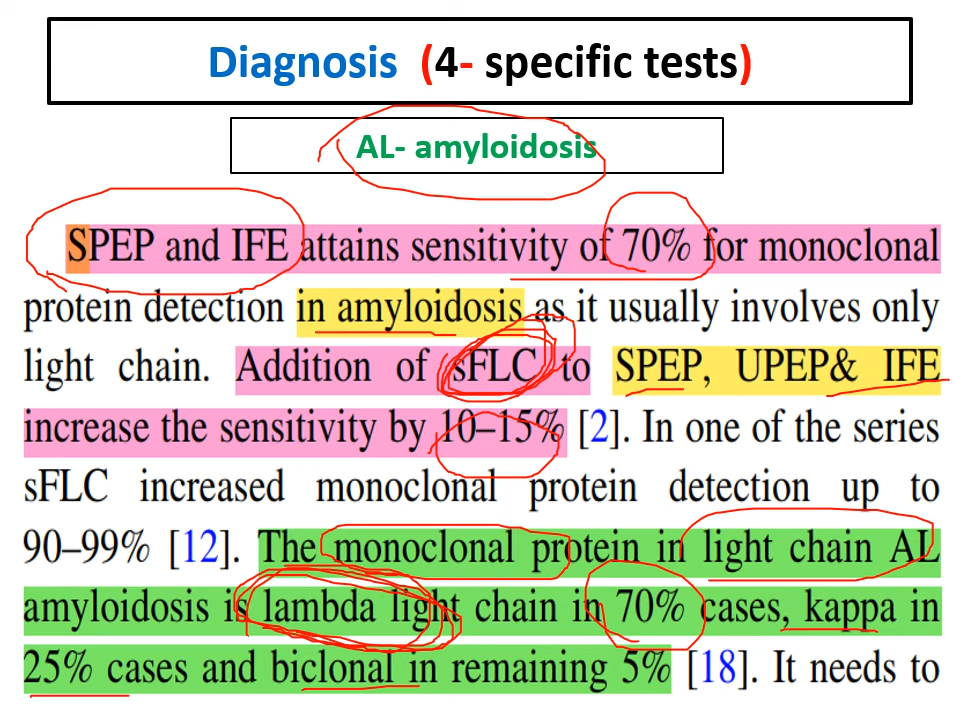 Diagnosis (4- specific tests)
AL- amyloidosis
SPEP and IFE attains sensitivity of 70% for monoclonal
protein detection in amyloidosis as it usually involves only
light chain. Addition of sFLC to SPEP, UPEP& IFE
increase the sensitivity by 10–15% [2]. In one of the series
sFLC increased monoclonal protein detection up to
90–99% [12]. The monoclonal protein in light chain AL
amyloidosis is lambda light chain in 70% cases, kappa in
25% cases and biclonal in remaining 5% [18]. It needs to